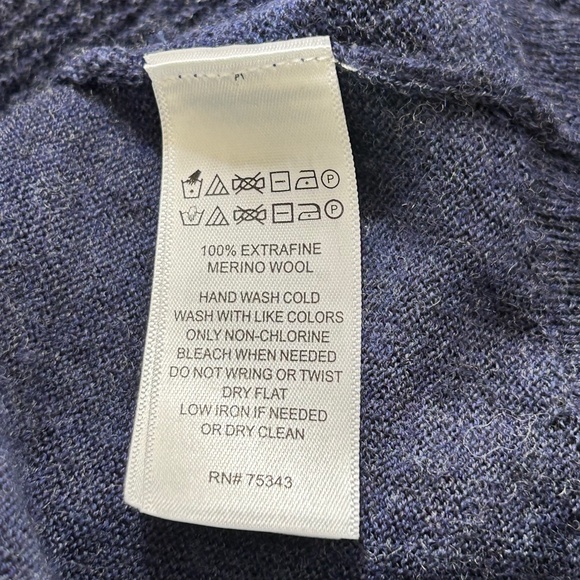 P
P
100% EXTRAFINE
MERINO WOOL
HAND WASH COLD
WASH WITH LIKE COLORS
ONLY NON-CHLORINE
BLEACH WHEN NEEDED
DO NOT WRING OR TWIST
DRY FLAT
LOW IRON IF NEEDED
OR DRY CLEAN
RN# 75343